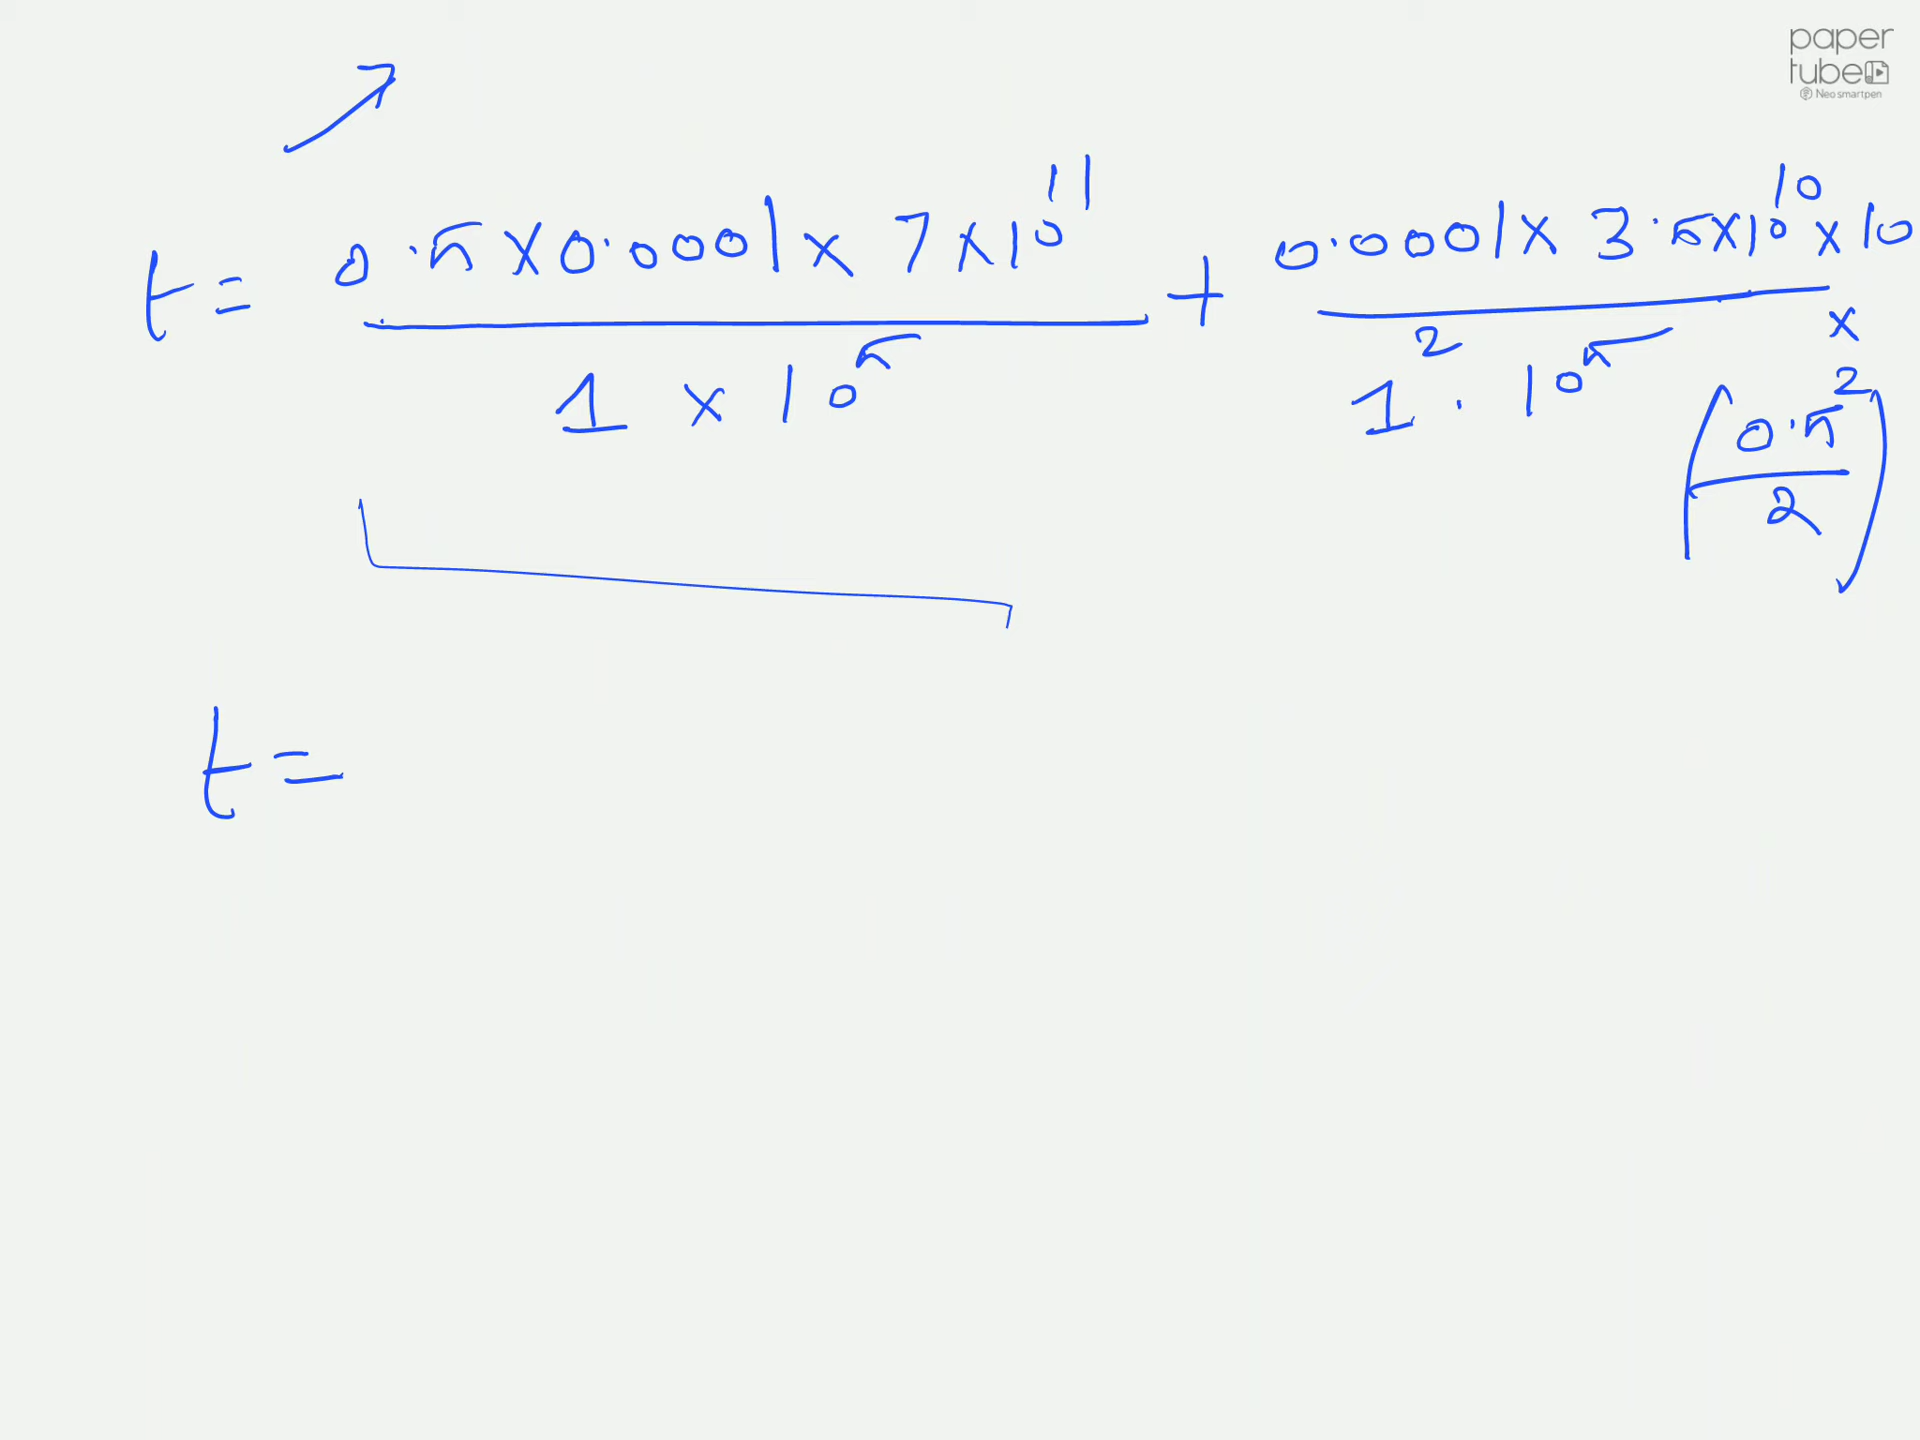 paper
tube
Neo smartpen
t = (0.5 × 0.0001 × 7 × 10^11) / (1 × 10^5) + (0.0001 × 3.5 × 10^10 × 10) / (1^2 . 10^5) × (0.5^2 / 2)
t =